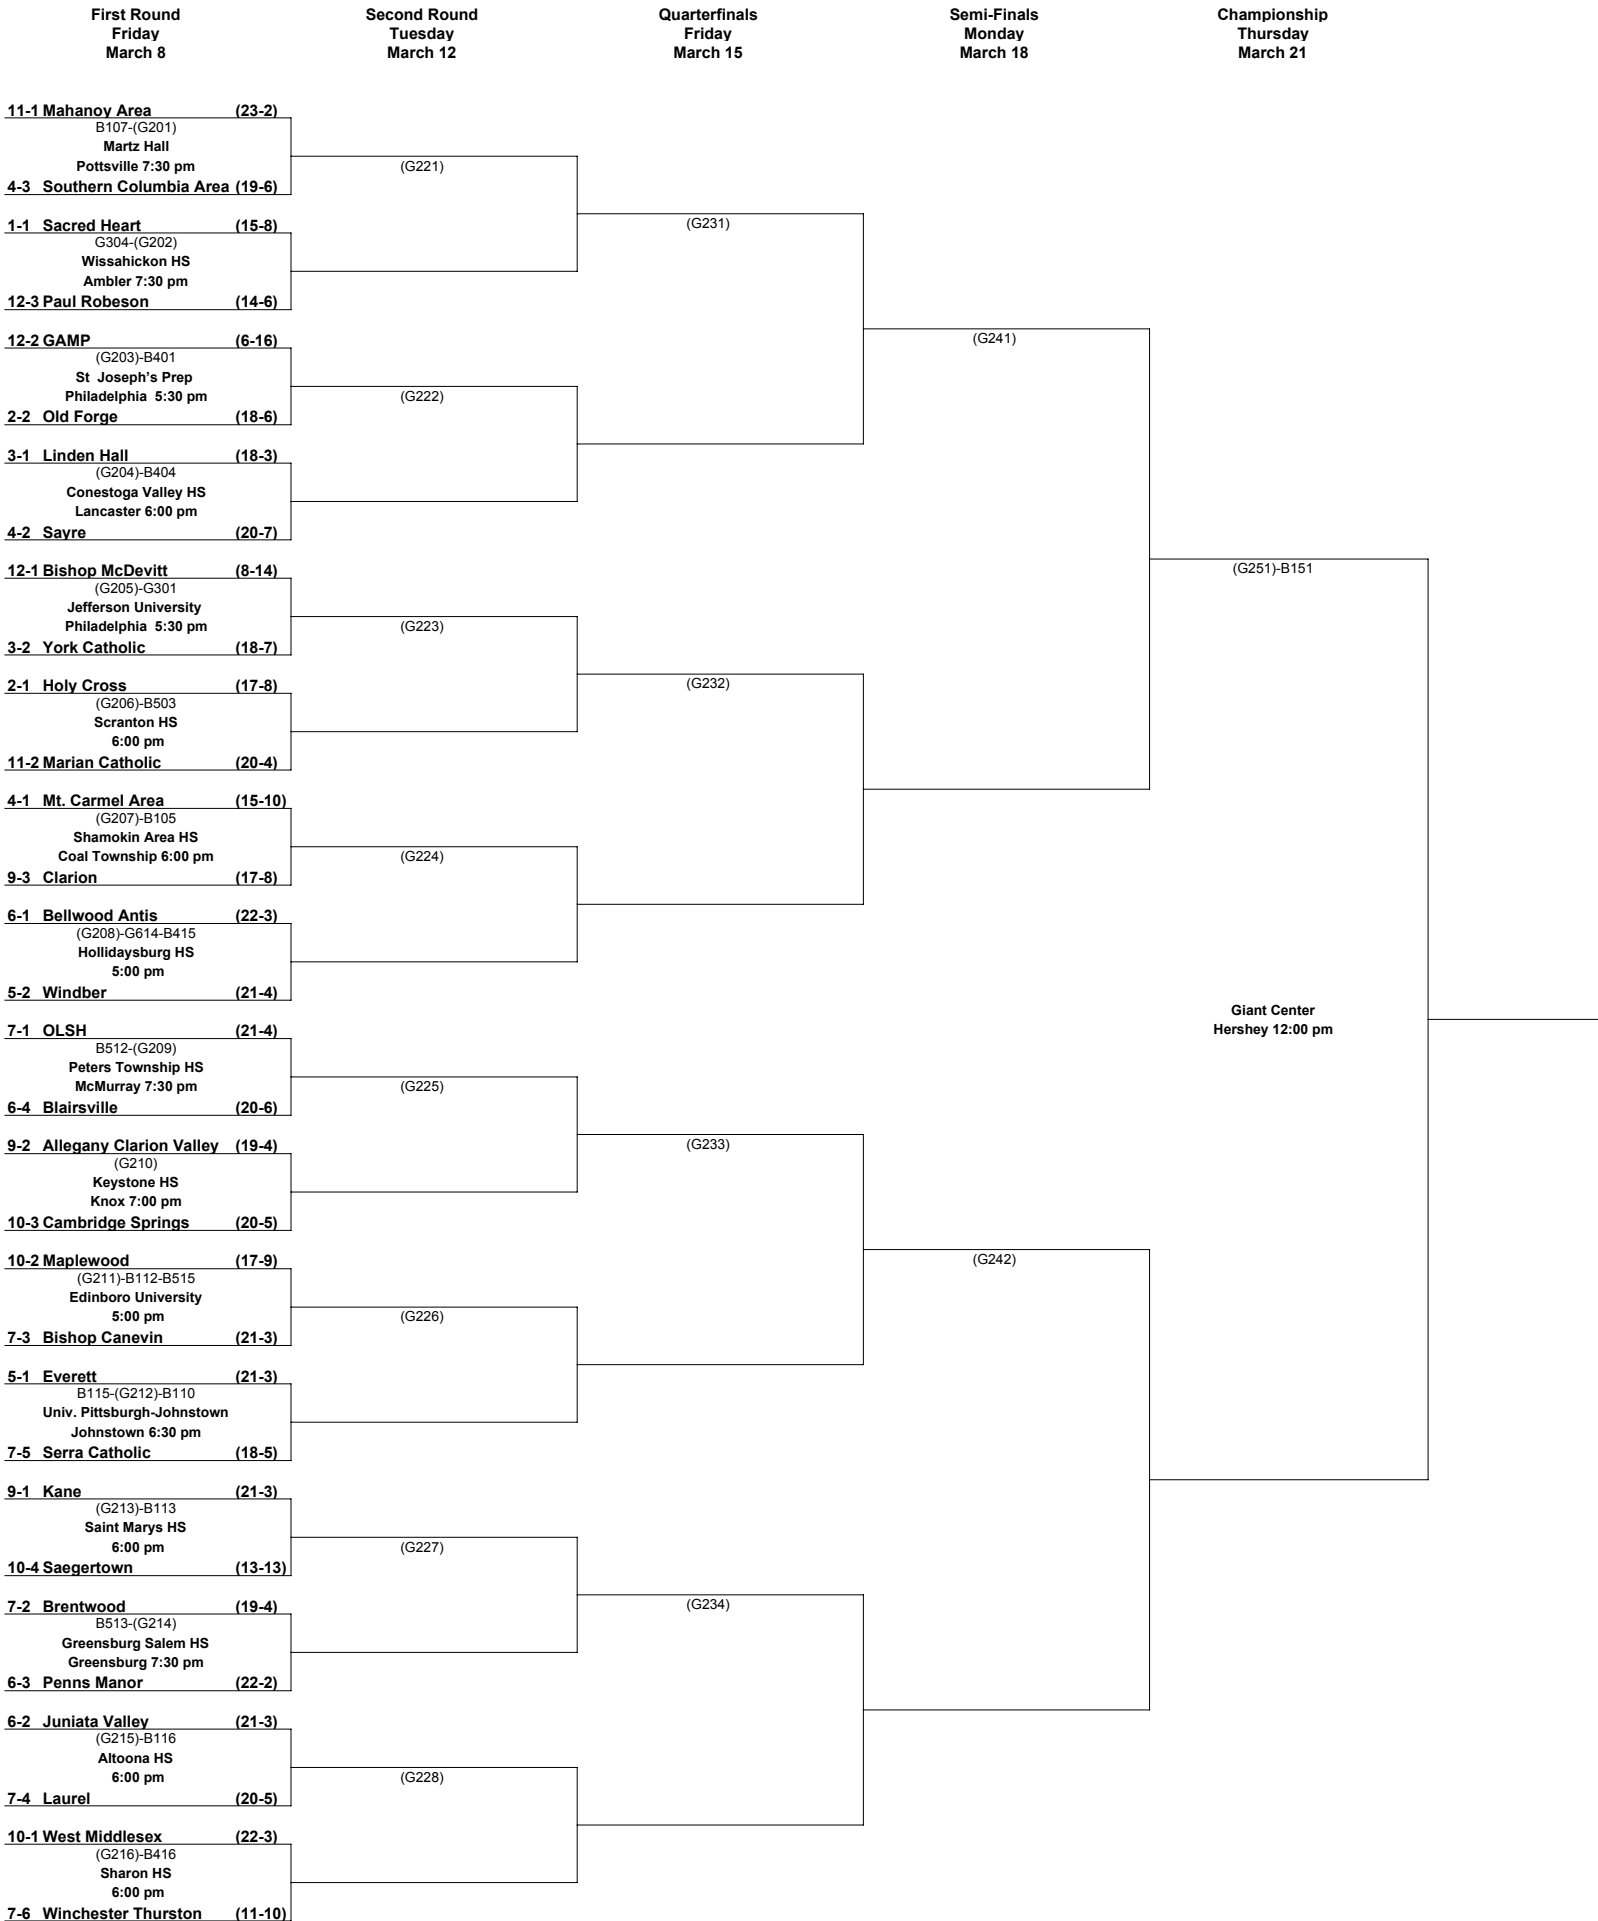 First Round
Friday
March 8
Second Round
Tuesday
March 12
Quarterfinals
Friday
March 15
Semi-Finals
Monday
March 18
Championship
Thursday
March 21
11-1 Mahanoy Area (23-2)
B107-(G201)
Martz Hall
Pottsville 7:30 pm
4-3 Southern Columbia Area (19-6)
1-1 Sacred Heart (15-8)
G304-(G202)
Wissahickon HS
Ambler 7:30 pm
12-3 Paul Robeson (14-6)
12-2 GAMP (6-16)
(G203)-B401
St Joseph's Prep
Philadelphia 5:30 pm
2-2 Old Forge (18-6)
3-1 Linden Hall (18-3)
(G204)-B404
Conestoga Valley HS
Lancaster 6:00 pm
4-2 Sayre (20-7)
12-1 Bishop McDevitt (8-14)
(G205)-G301
Jefferson University
Philadelphia 5:30 pm
3-2 York Catholic (18-7)
2-1 Holy Cross (17-8)
(G206)-B503
Scranton HS
6:00 pm
11-2 Marian Catholic (20-4)
4-1 Mt. Carmel Area (15-10)
(G207)-B105
Shamokin Area HS
Coal Township 6:00 pm
9-3 Clarion (17-8)
6-1 Bellwood Antis (22-3)
(G208)-G614-B415
Hollidaysburg HS
5:00 pm
5-2 Windber (21-4)
7-1 OLSH (21-4)
B512-(G209)
Peters Township HS
McMurray 7:30 pm
6-4 Blairsville (20-6)
9-2 Allegany Clarion Valley (19-4)
(G210)
Keystone HS
Knox 7:00 pm
10-3 Cambridge Springs (20-5)
10-2 Maplewood (17-9)
(G211)-B112-B515
Edinboro University
5:00 pm
7-3 Bishop Canevin (21-3)
5-1 Everett (21-3)
B115-(G212)-B110
Univ. Pittsburgh-Johnstown
Johnstown 6:30 pm
7-5 Serra Catholic (18-5)
9-1 Kane (21-3)
(G213)-B113
Saint Marys HS
6:00 pm
10-4 Saegertown (13-13)
7-2 Brentwood (19-4)
B513-(G214)
Greensburg Salem HS
Greensburg 7:30 pm
6-3 Penns Manor (22-2)
6-2 Juniata Valley (21-3)
(G215)-B116
Altoona HS
6:00 pm
7-4 Laurel (20-5)
10-1 West Middlesex (22-3)
(G216)-B416
Sharon HS
6:00 pm
7-6 Winchester Thurston (11-10)
(G221)
(G222)
(G223)
(G224)
(G225)
(G226)
(G227)
(G228)
(G231)
(G232)
(G233)
(G234)
(G241)
(G242)
(G251)-B151
Giant Center
Hershey 12:00 pm